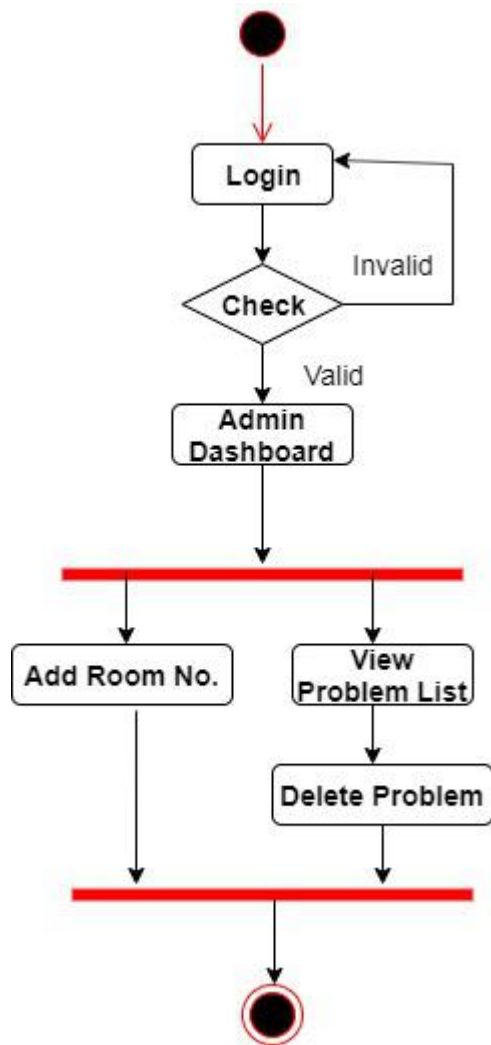 Login
Invalid
Check
Valid
Admin
Dashboard
Add Room No.
View
Problem List
Delete Problem